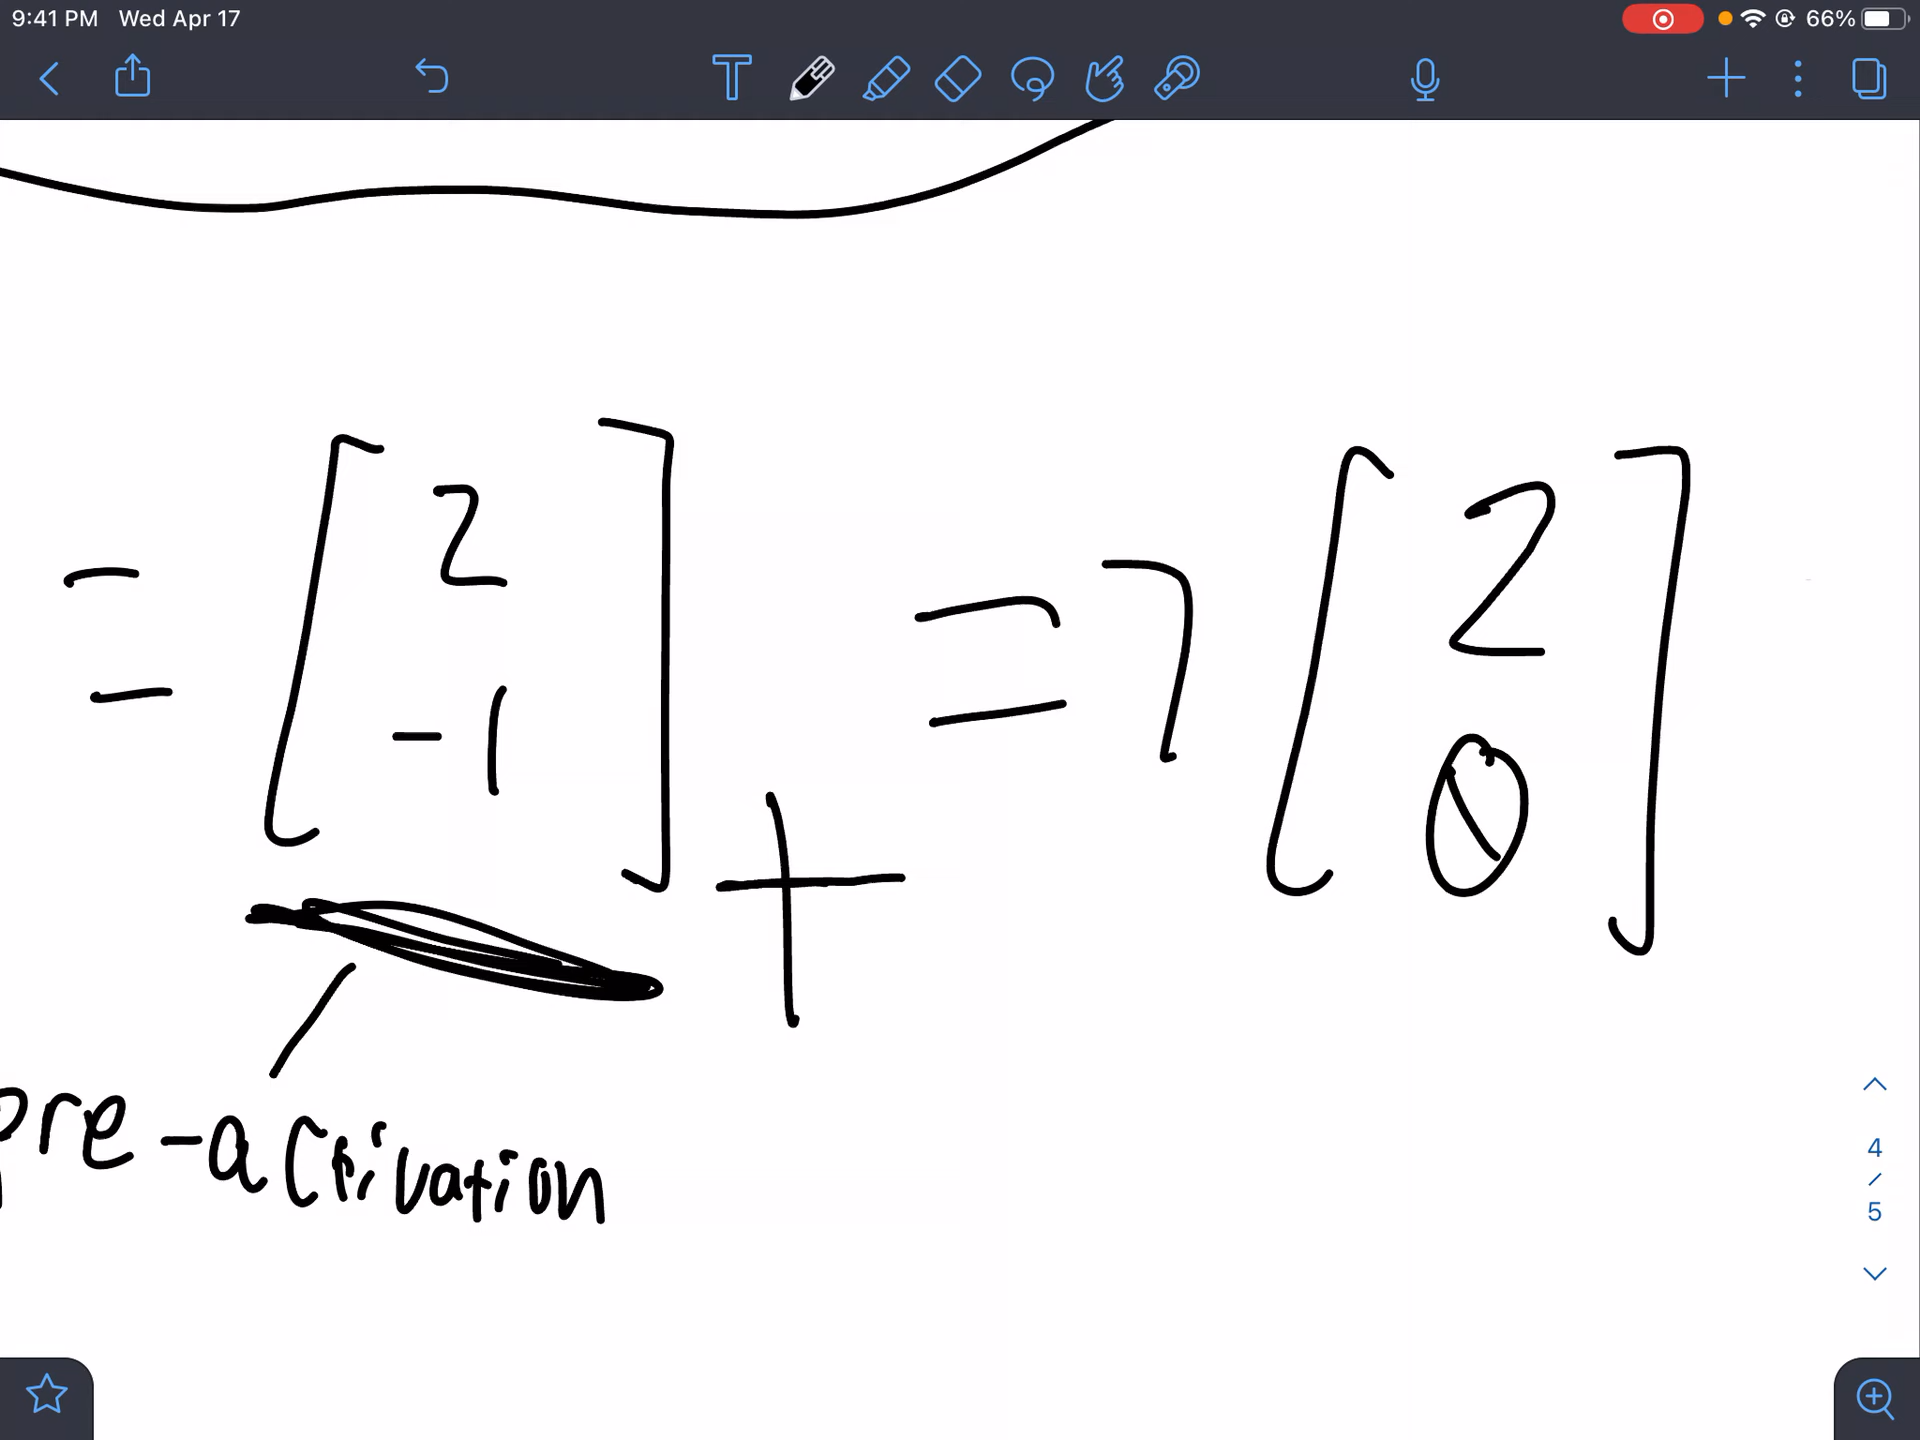 9:41 PM Wed Apr 17
66%
T
= [ 2 ] + => [ 2 ]
-1 0
pre-activation
4
/
5